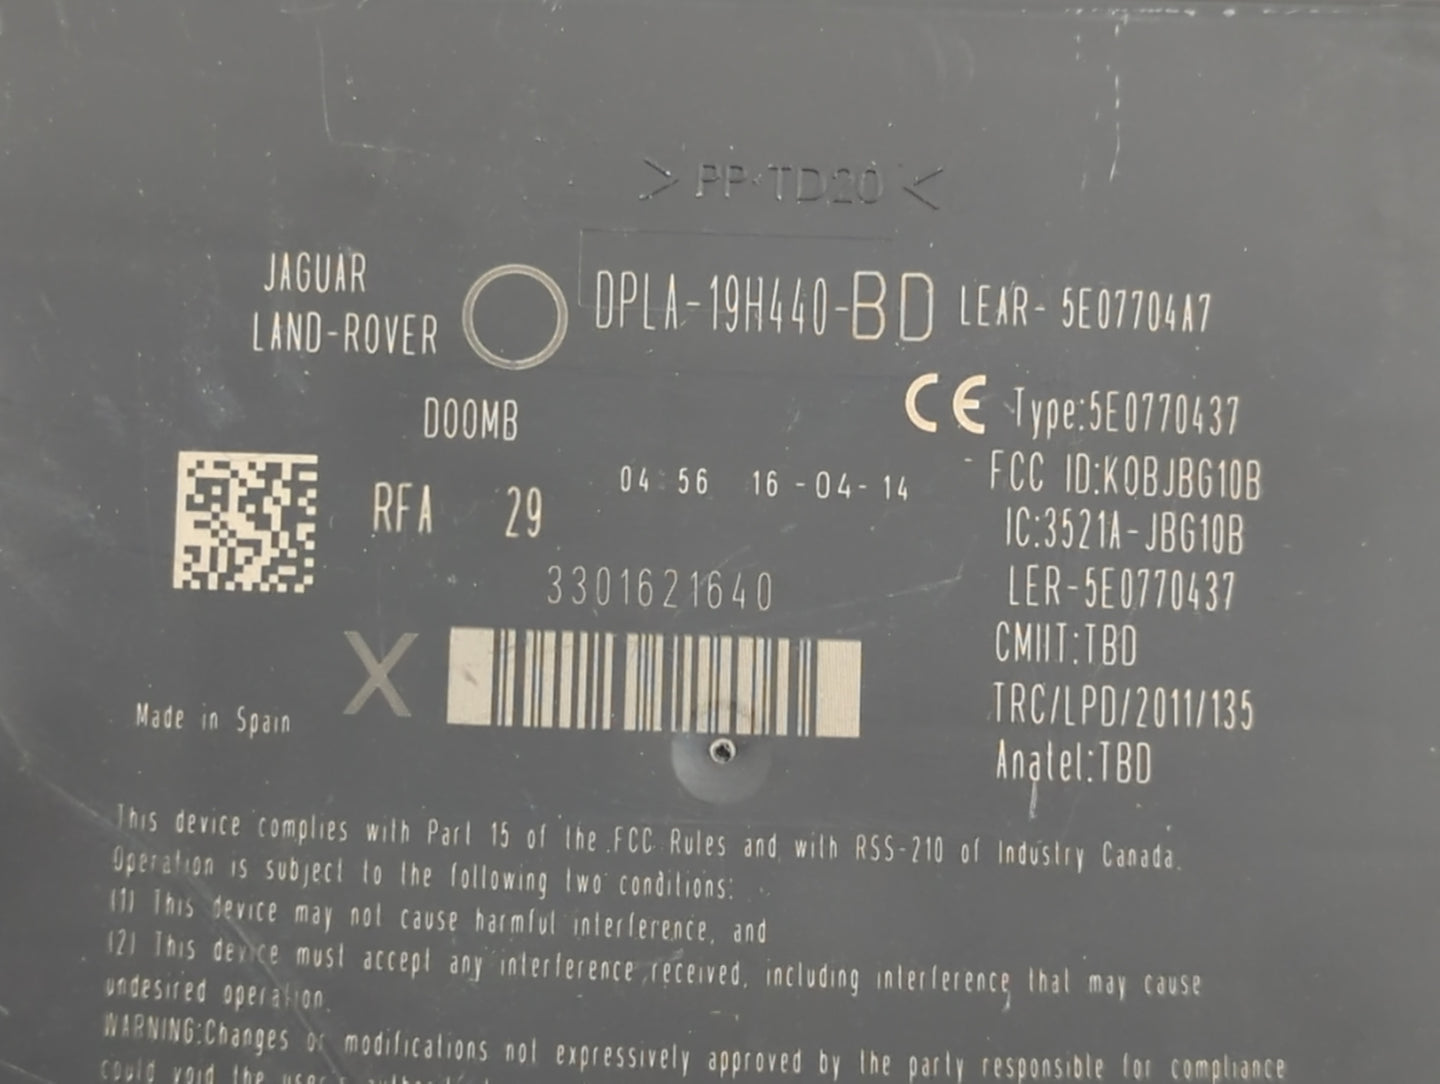 > PP-TD20 <
JAGUAR
LAND-ROVER
DPLA-19H440-BD LEAR- 5E07704A7
D00MB
CE Type:5E0770437
RFA 29
04 56 16-04-14
FCC ID:KOBJBG10B
IC:3521A-JBG10B
3301621640
LER-5E0770437
X
CMIIT:TBD
TRC/LPD/2011/135
Made in Spain
Anatel:TBD
This device complies with Part 15 of the FCC Rules and with RSS-210 of Industry Canada.
Operation is subject to the following two conditions:
(1) This device may not cause harmful interference, and
(2) This device must accept any interference received, including interference that may cause
undesired operation.
WARNING:Changes or modifications not expressively approved by the party responsible for compliance
could void the user's